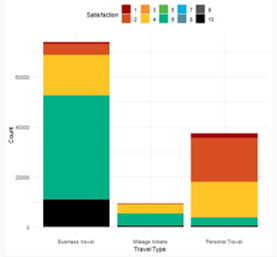 Satisfaction
1 3 5 7 9
2 4 6 8 10
60000
40000
20000
0
Count
Business travel
Mileage tickets
Personal Travel
Travel Type